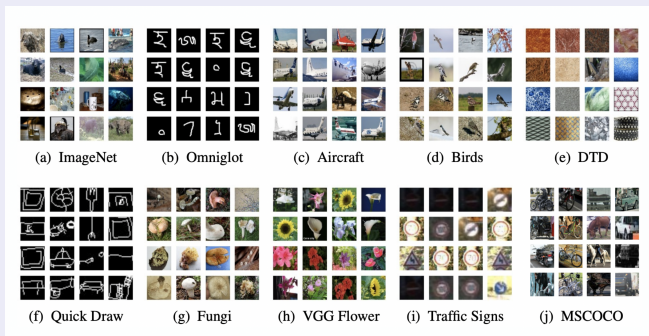 (a) ImageNet
(b) Omniglot
(c) Aircraft
(d) Birds
(e) DTD
(f) Quick Draw
(g) Fungi
(h) VGG Flower
(i) Traffic Signs
(j) MSCOCO